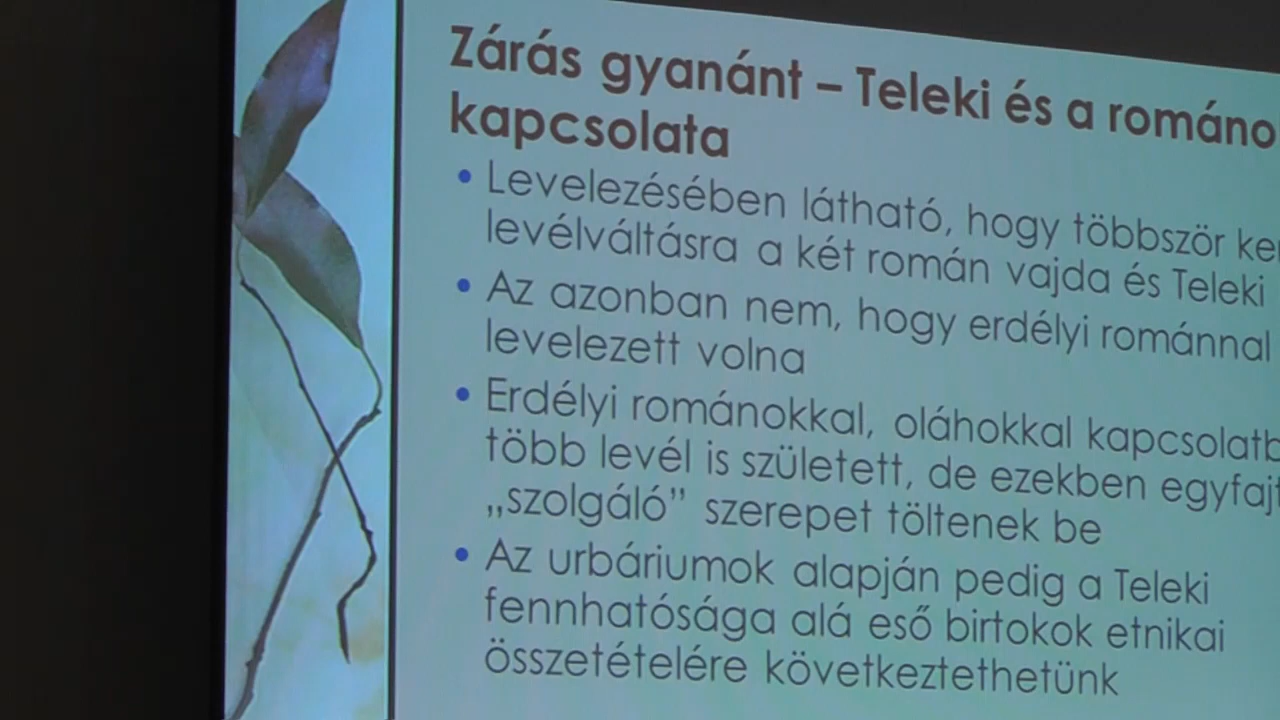 Zárás gyanánt – Teleki és a romano
kapcsolata
• Levelezésében látható, hogy többször ke
levélváltásra a két román vajda és Teleki
• Az azonban nem, hogy erdélyi románnal
levelezett volna
• Erdélyi románokkal, oláhokkal kapcsolatb
több levél is született, de ezekben egyfajt
„szolgáló” szerepet töltenek be
• Az urbáriumok alapján pedig a Teleki
fennhatósága alá eső birtokok etnikai
összetételére következtethetünk